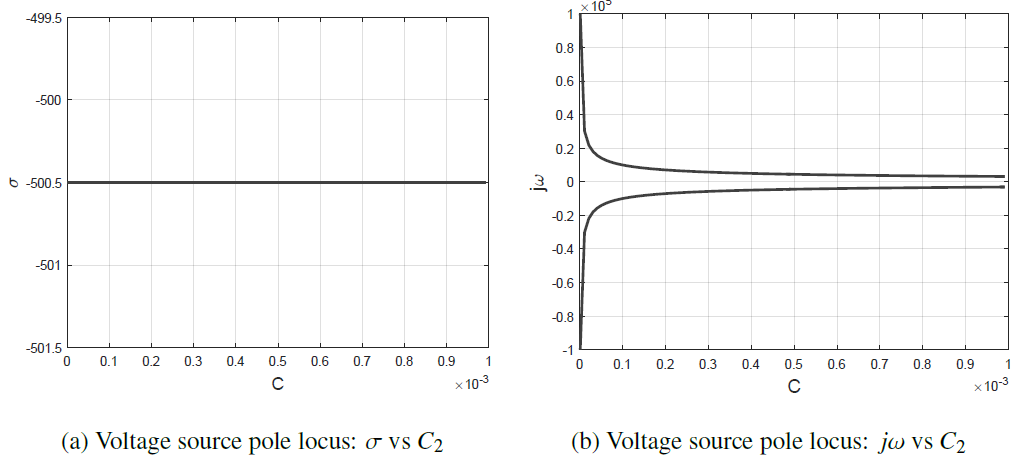 -499.5
-500
-500.5
-501
-501.5
σ
0 0.1 0.2 0.3 0.4 0.5 0.6 0.7 0.8 0.9 1
C
×10⁻³
(a) Voltage source pole locus: σ vs C₂
×10⁵
1
0.8
0.6
0.4
0.2
0
-0.2
-0.4
-0.6
-0.8
-1
jω
0 0.1 0.2 0.3 0.4 0.5 0.6 0.7 0.8 0.9 1
C
×10⁻³
(b) Voltage source pole locus: jω vs C₂